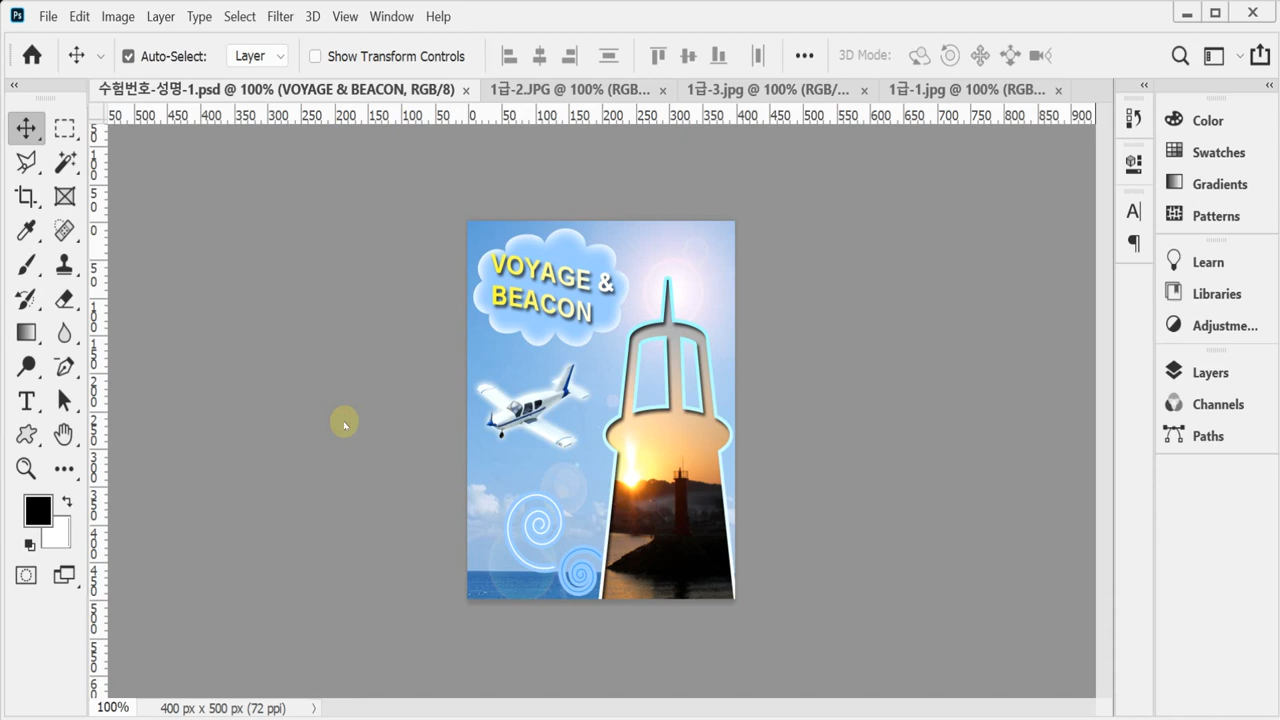 Ps File Edit Image Layer Type Select Filter 3D View Window Help
Auto-Select: Layer Show Transform Controls 3D Mode:
수험번호-성명-1.psd @ 100% (VOYAGE & BEACON, RGB/8) × 1급-2.JPG @ 100% (RGB... × 1급-3.jpg @ 100% (RGB/... × 1급-1.jpg @ 100% (RGB... ×
50 500 450 400 350 300 250 200 150 100 50 0 50 100 150 200 250 300 350 400 450 500 550 600 650 700 750 800 850 900
Color
Swatches
Gradients
Patterns
Learn
Libraries
Adjustme...
Layers
Channels
Paths
VOYAGE &
BEACON
100% 400 px x 500 px (72 ppi)